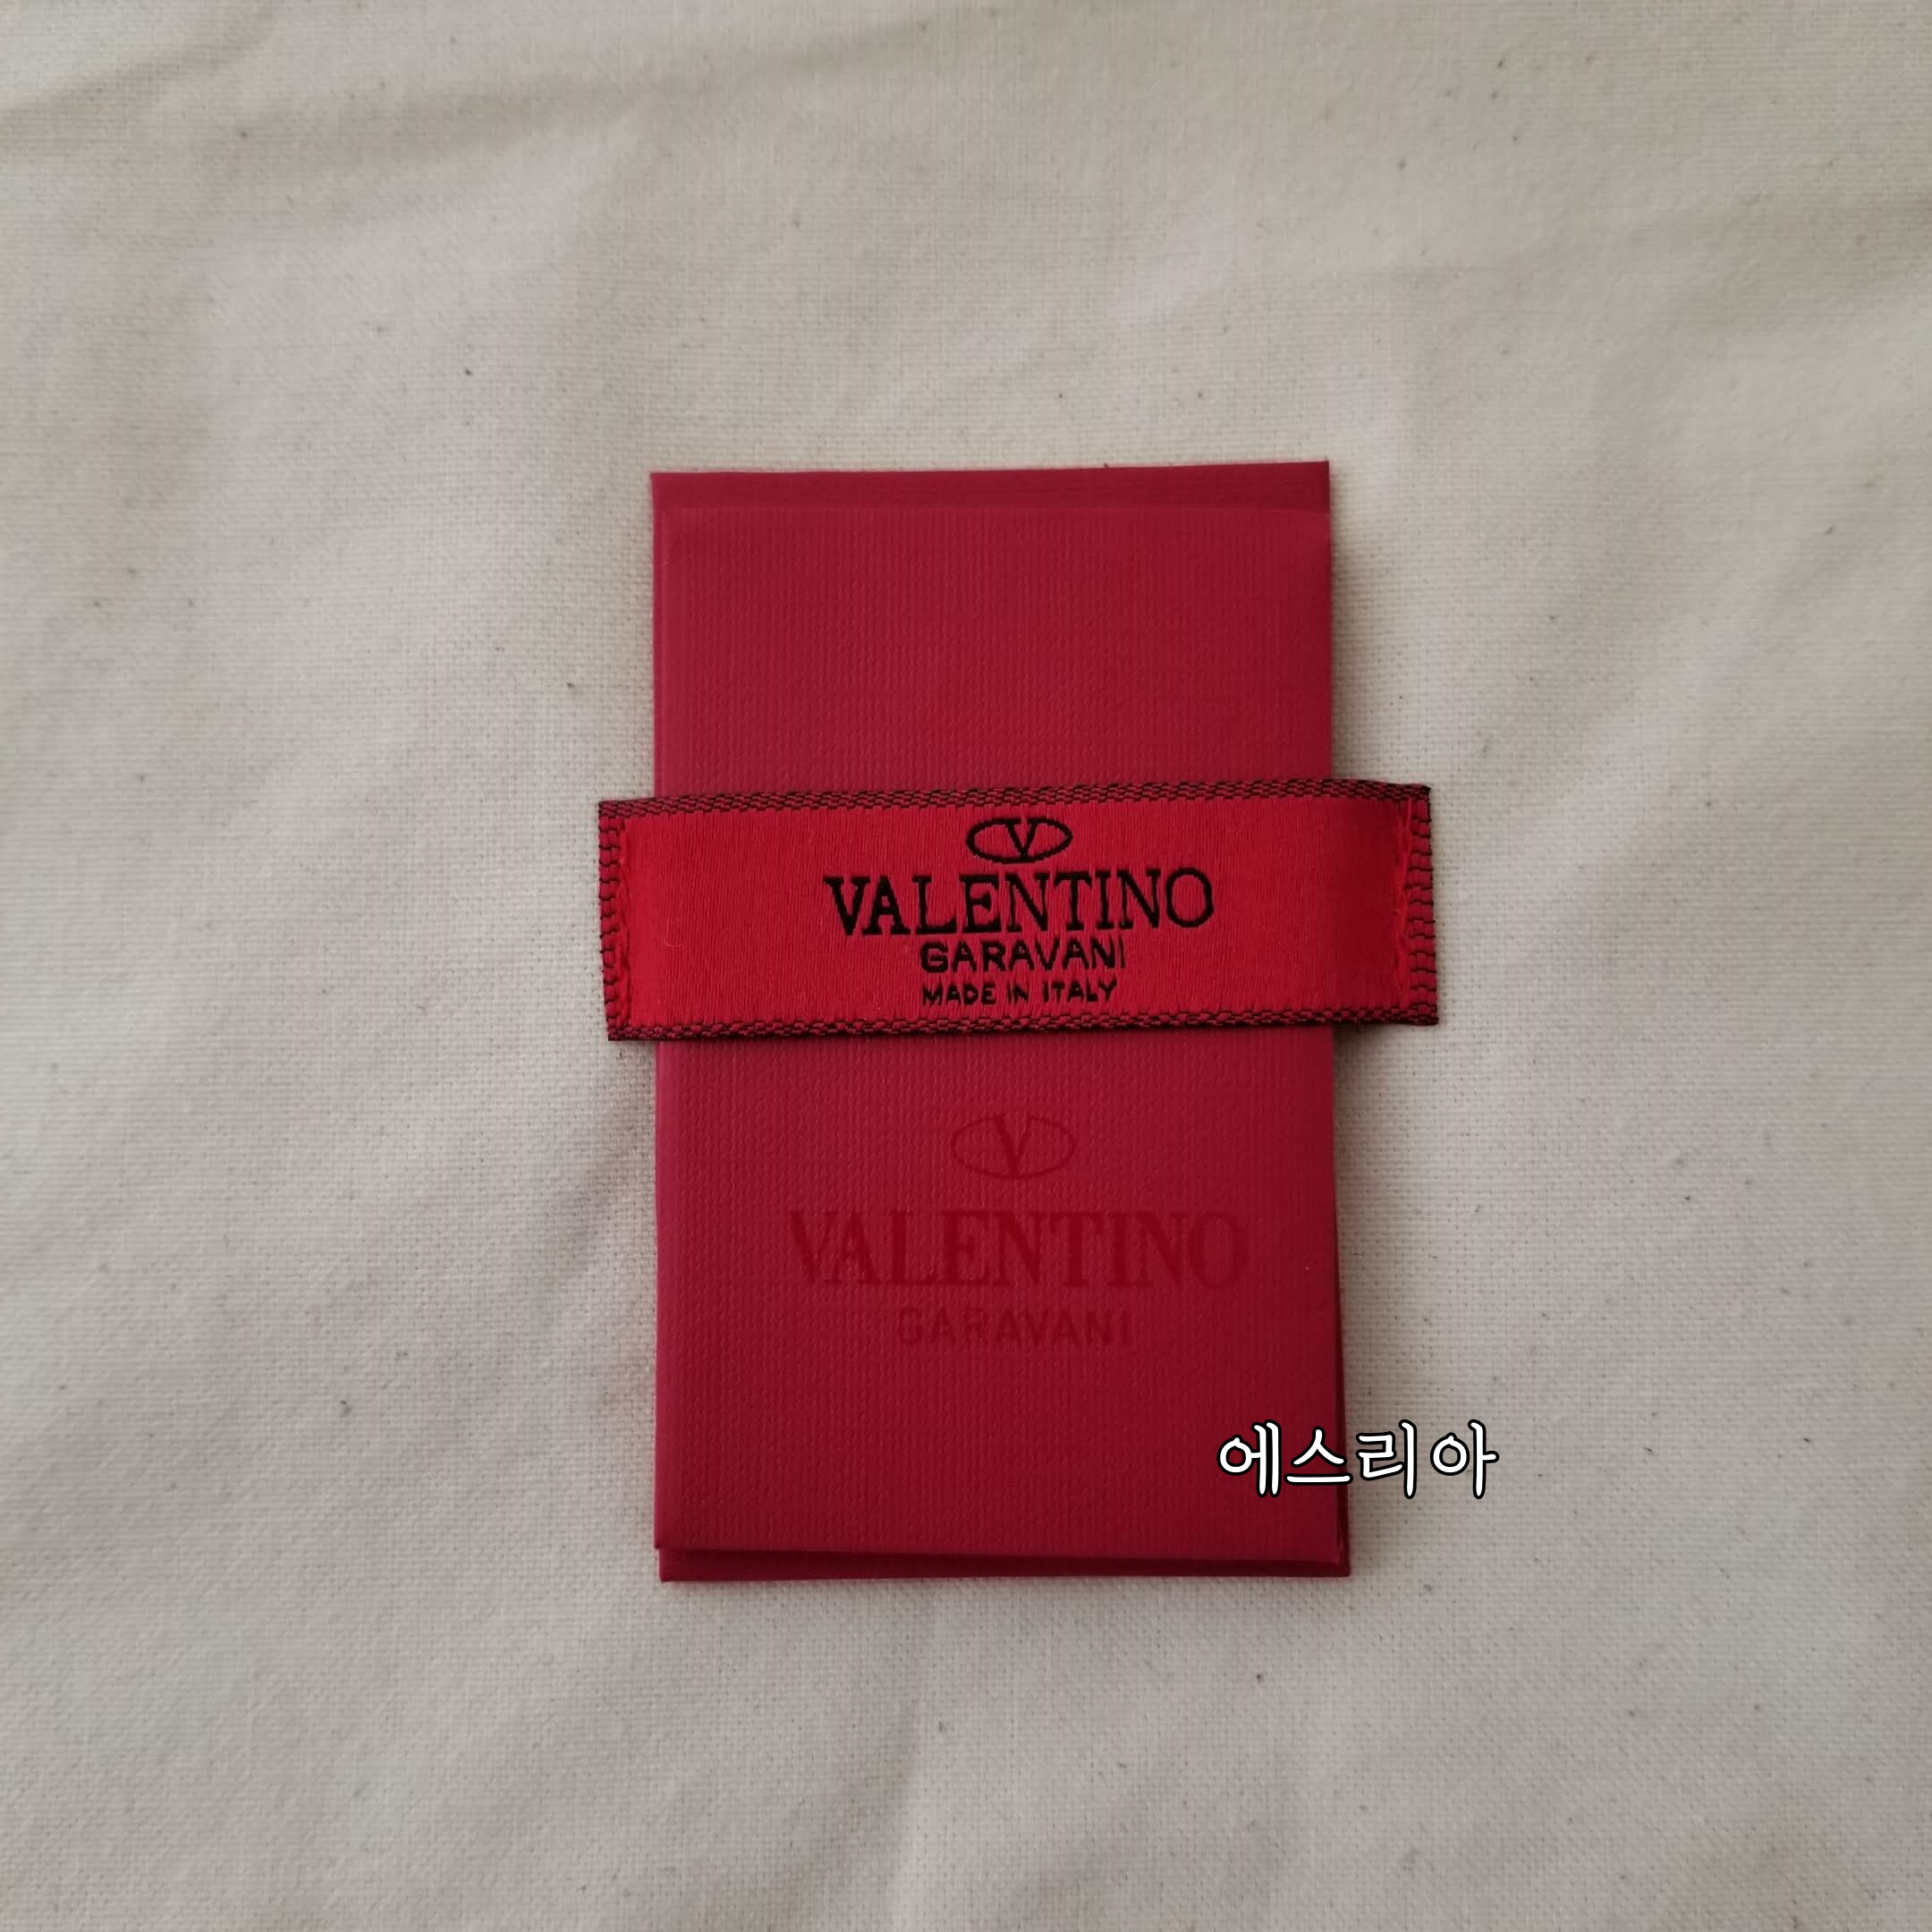 V
VALENTINO
GARAVANI
MADE IN ITALY
V
VALENTINO
GARAVANI
에스리아